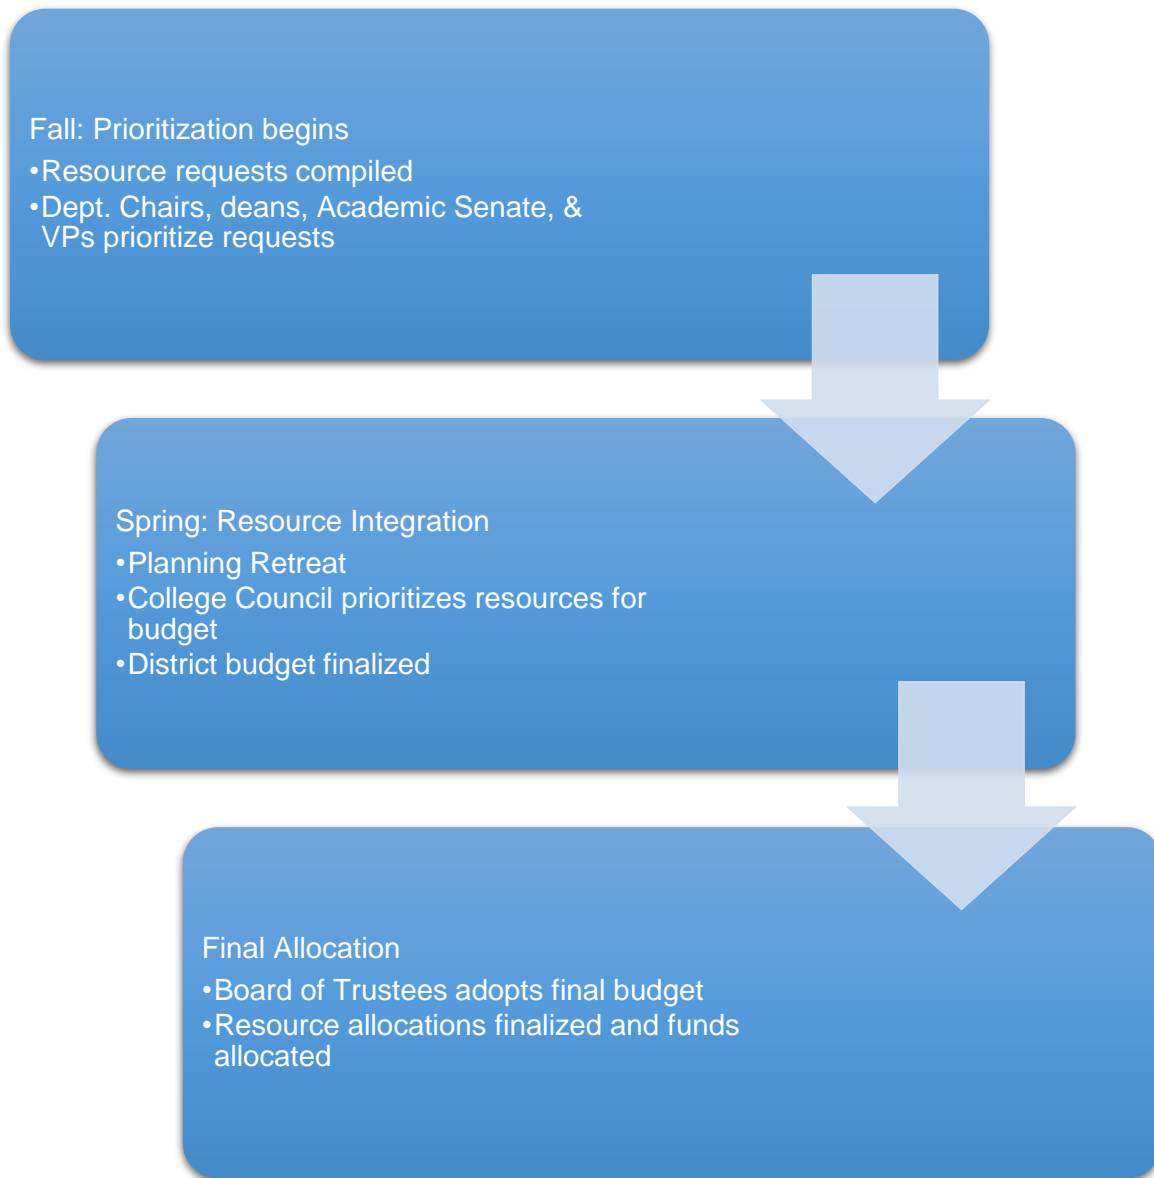 Fall: Prioritization begins
•Resource requests compiled
•Dept. Chairs, deans, Academic Senate, &
VPs prioritize requests
Spring: Resource Integration
•Planning Retreat
•College Council prioritizes resources for
budget
•District budget finalized
Final Allocation
•Board of Trustees adopts final budget
•Resource allocations finalized and funds
allocated